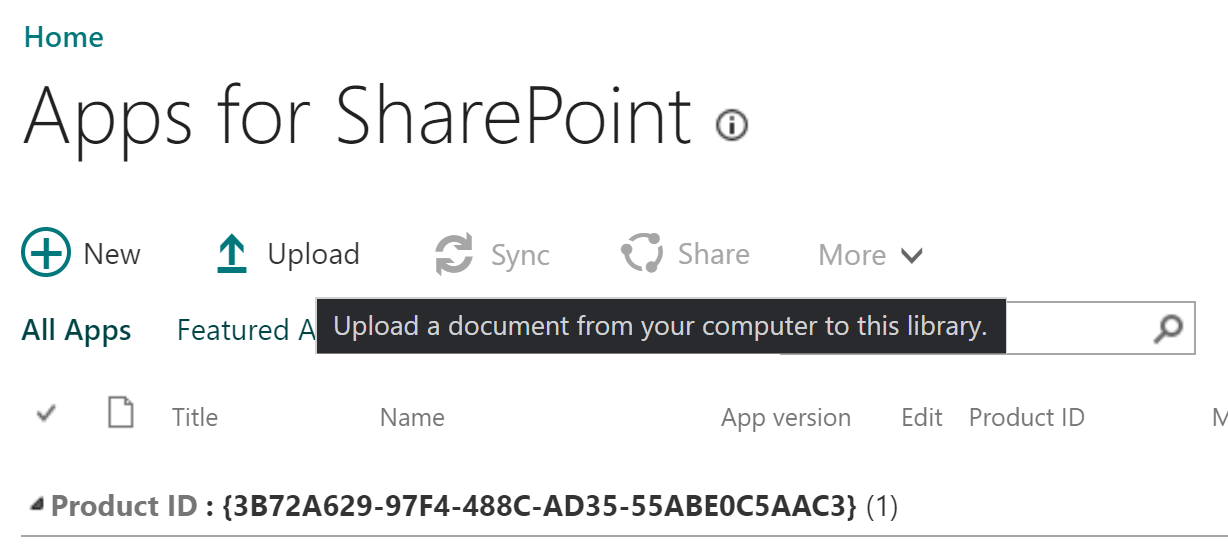 Home
Apps for SharePoint
New Upload Sync Share More
All Apps Featured A Upload a document from your computer to this library.
Title Name App version Edit Product ID M
Product ID : {3B72A629-97F4-488C-AD35-55ABE0C5AAC3} (1)